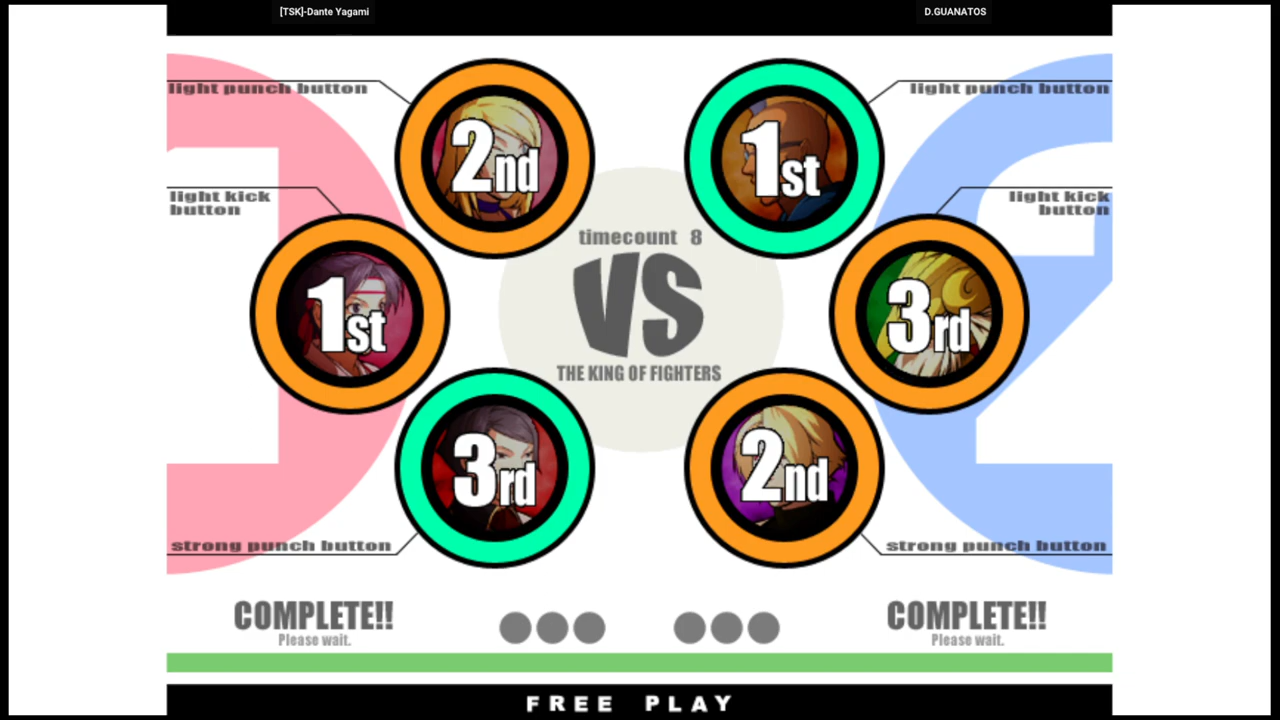 [TSK]-Dante Yagami
D.GUANATOS
light punch button
light punch button
2nd
1st
light kick
button
light kick
button
timecount 8
VS
THE KING OF FIGHTERS
1st
3rd
3rd
2nd
strong punch button
strong punch button
COMPLETE!!
Please wait.
COMPLETE!!
Please wait.
FREE PLAY